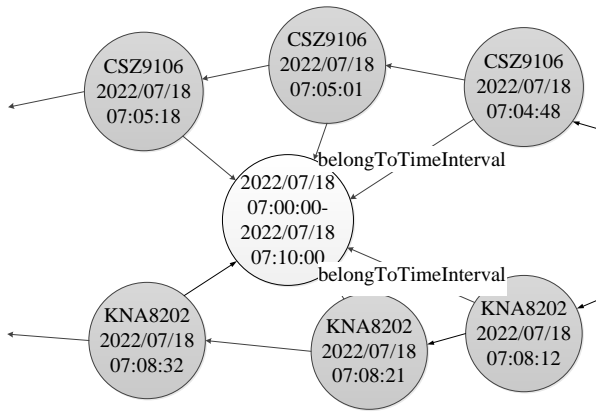 CSZ9106
2022/07/18
07:05:18
CSZ9106
2022/07/18
07:05:01
CSZ9106
2022/07/18
07:04:48
belongToTimeInterval
2022/07/18
07:00:00-
2022/07/18
07:10:00
belongToTimeInterval
KNA8202
2022/07/18
07:08:32
KNA8202
2022/07/18
07:08:21
KNA8202
2022/07/18
07:08:12